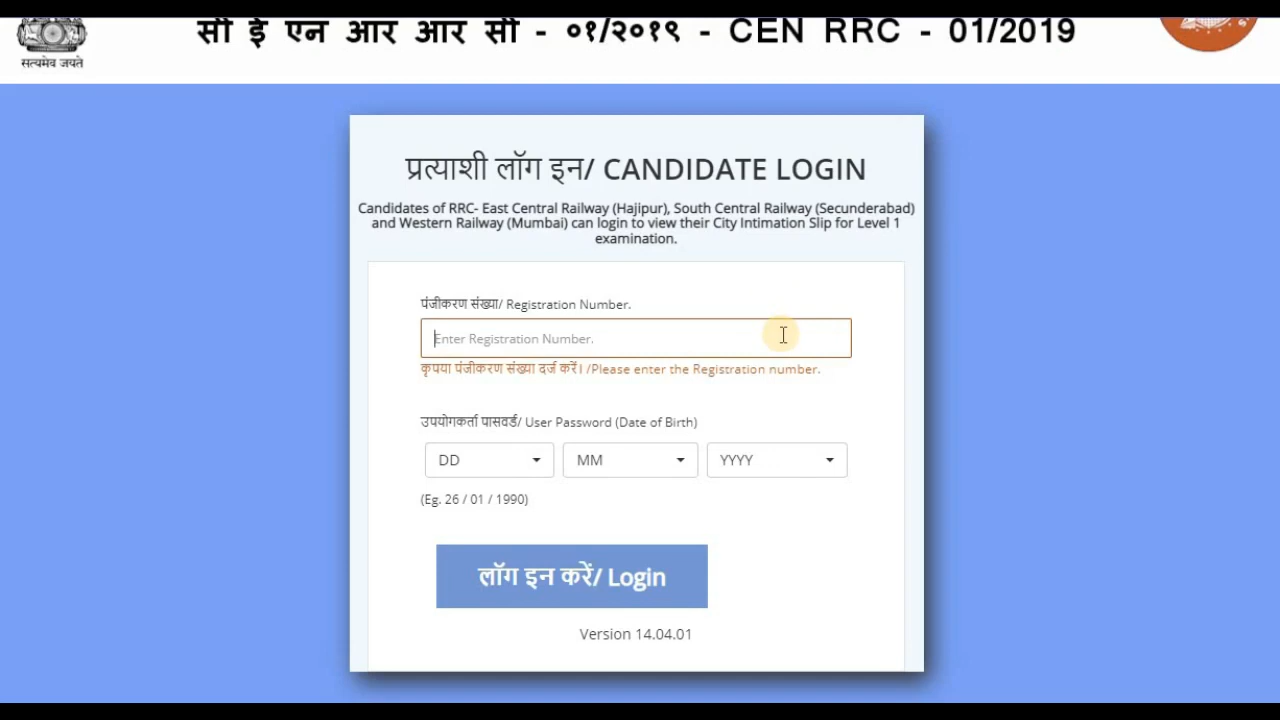 सी ई एन आर आर सी - ०१/२०१९ - CEN RRC - 01/2019
सत्यमेव जयते
प्रत्याशी लॉग इन/ CANDIDATE LOGIN
Candidates of RRC- East Central Railway (Hajipur), South Central Railway (Secunderabad)
and Western Railway (Mumbai) can login to view their City Intimation Slip for Level 1
examination.
पंजीकरण संख्या/ Registration Number.
Enter Registration Number.
कृपया पंजीकरण संख्या दर्ज करें। /Please enter the Registration number.
उपयोगकर्ता पासवर्ड/ User Password (Date of Birth)
DD MM YYYY
(Eg. 26 / 01 / 1990)
लॉग इन करें/ Login
Version 14.04.01